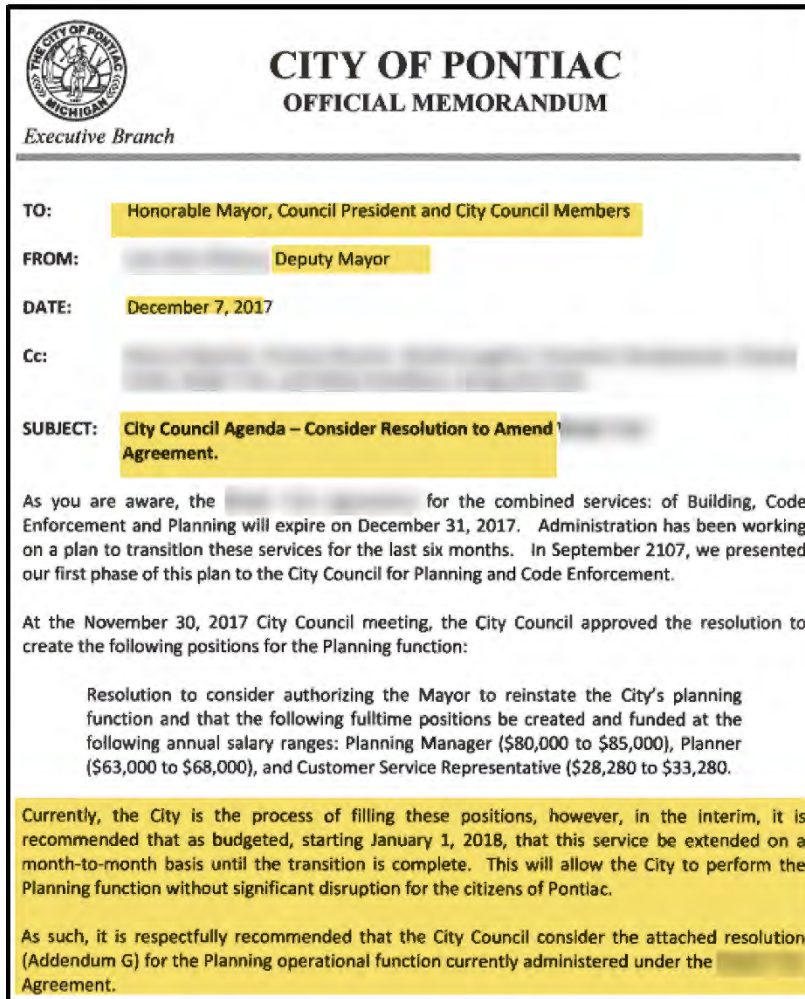 THE CITY OF PONTIAC
MICHIGAN
Executive Branch
CITY OF PONTIAC
OFFICIAL MEMORANDUM
TO: Honorable Mayor, Council President and City Council Members
FROM: Deputy Mayor
DATE: December 7, 2017
Cc:
SUBJECT: City Council Agenda – Consider Resolution to Amend
Agreement.
As you are aware, the for the combined services: of Building, Code
Enforcement and Planning will expire on December 31, 2017. Administration has been working
on a plan to transition these services for the last six months. In September 2107, we presented
our first phase of this plan to the City Council for Planning and Code Enforcement.
At the November 30, 2017 City Council meeting, the City Council approved the resolution to
create the following positions for the Planning function:
Resolution to consider authorizing the Mayor to reinstate the City's planning
function and that the following fulltime positions be created and funded at the
following annual salary ranges: Planning Manager ($80,000 to $85,000), Planner
($63,000 to $68,000), and Customer Service Representative ($28,280 to $33,280.
Currently, the City is the process of filling these positions, however, in the interim, it is
recommended that as budgeted, starting January 1, 2018, that this service be extended on a
month-to-month basis until the transition is complete. This will allow the City to perform the
Planning function without significant disruption for the citizens of Pontiac.
As such, it is respectfully recommended that the City Council consider the attached resolution
(Addendum G) for the Planning operational function currently administered under the
Agreement.